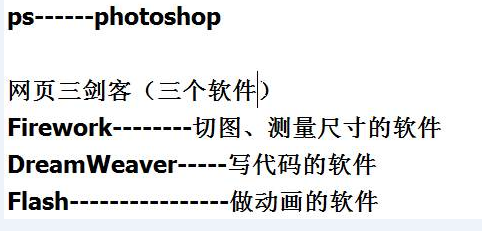 ps------photoshop
网页三剑客（三个软件）
Firework--------切图、测量尺寸的软件
DreamWeaver-----写代码的软件
Flash----------------做动画的软件